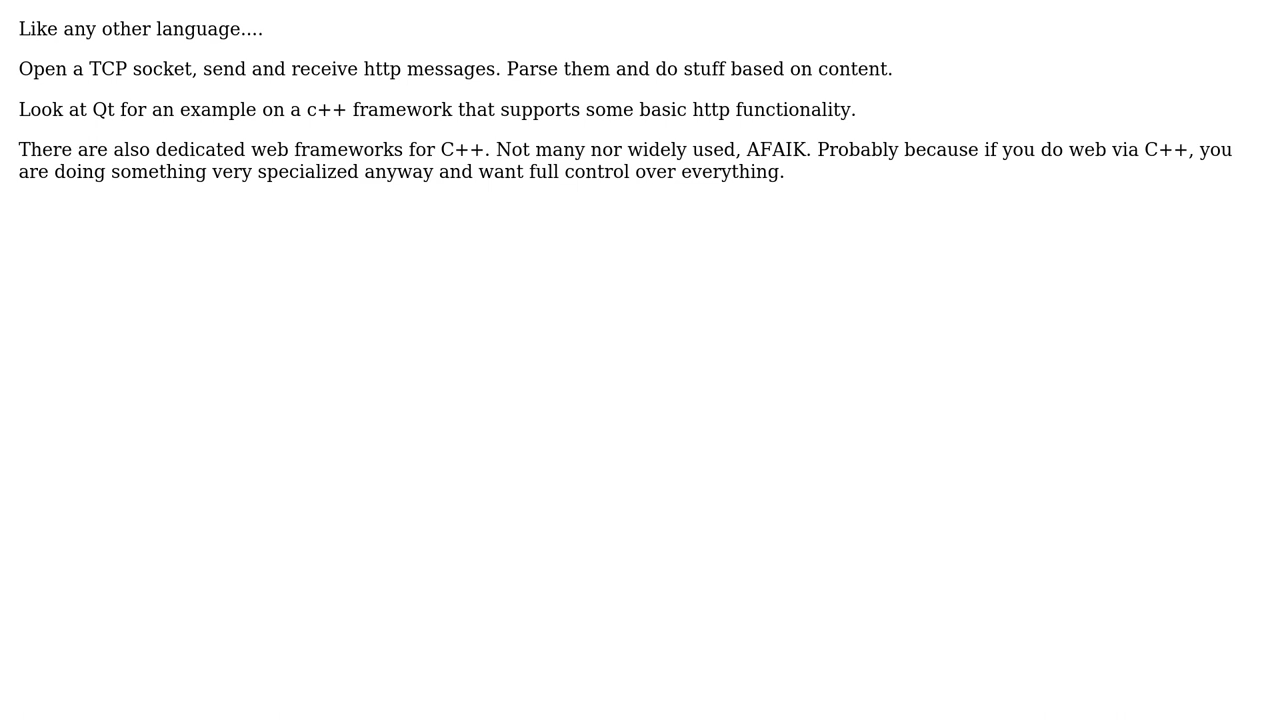 Like any other language....
Open a TCP socket, send and receive http messages. Parse them and do stuff based on content.
Look at Qt for an example on a c++ framework that supports some basic http functionality.
There are also dedicated web frameworks for C++. Not many nor widely used, AFAIK. Probably because if you do web via C++, you
are doing something very specialized anyway and want full control over everything.